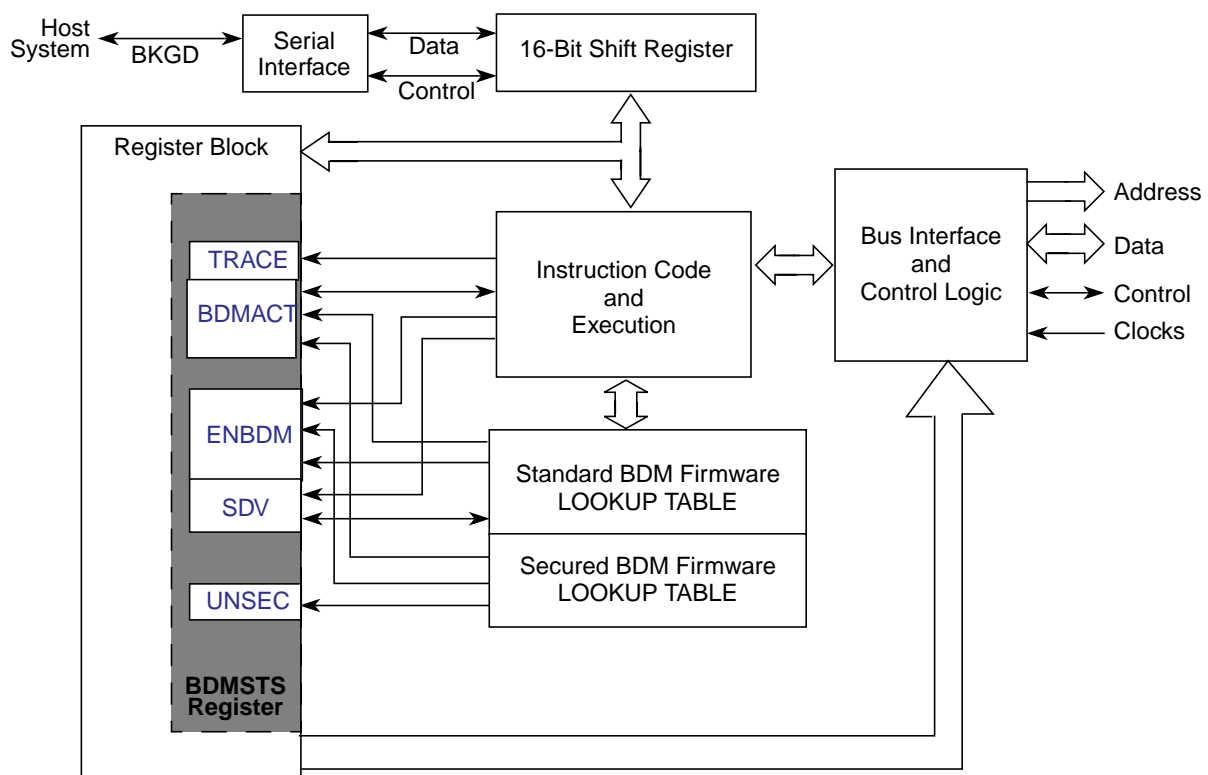 Host
System
BKGD
Serial
Interface
Data
Control
16-Bit Shift Register
Register Block
TRACE
BDMACT
ENBDM
SDV
UNSEC
BDMSTS
Register
Instruction Code
and
Execution
Standard BDM Firmware
LOOKUP TABLE
Secured BDM Firmware
LOOKUP TABLE
Bus Interface
and
Control Logic
Address
Data
Control
Clocks